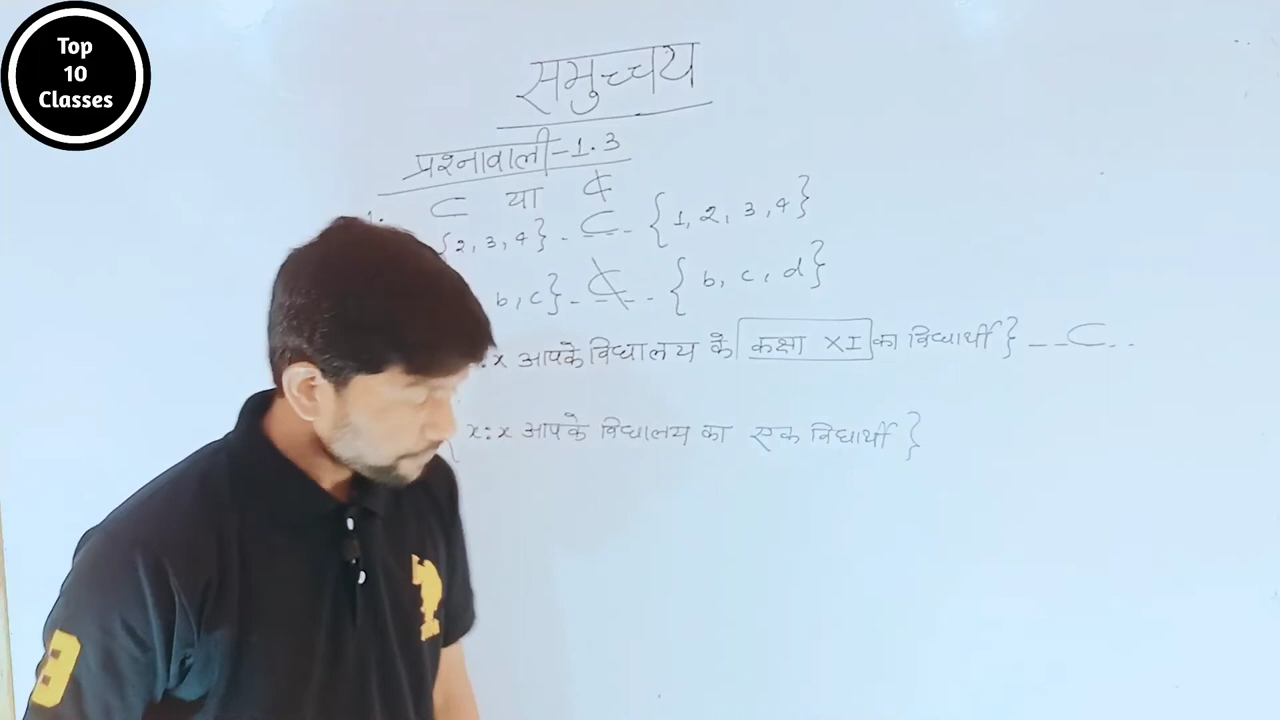 Top
10
Classes
समुच्चय
प्रश्नावाली-1.3
1. ⊂ या ⊄
{2, 3, 4} - ⊂ - {1, 2, 3, 4}
b, c} - ⊄ - - { b, c, d}
: x आपके विद्यालय के कक्षा XI का विद्यार्थी } - - ⊂ - -
{ x : x आपके विद्यालय का एक विद्यार्थी }